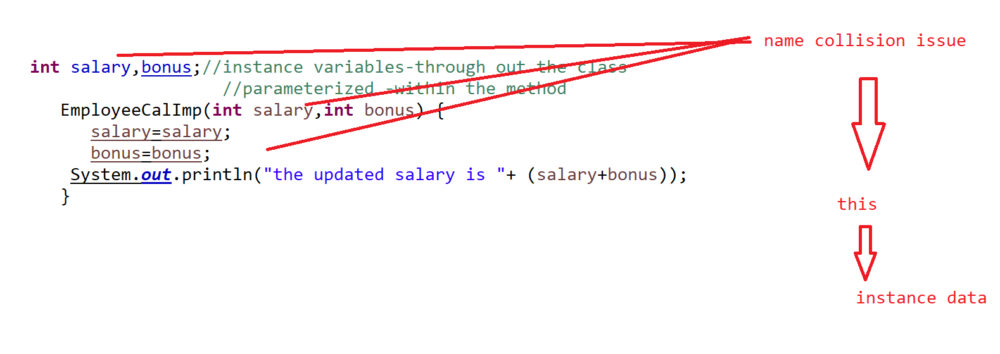 name collision issue
int salary,bonus;//instance variables-through out the class
//parameterized -within the method
EmployeeCalImp(int salary,int bonus) {
salary=salary;
bonus=bonus;
System.out.println("the updated salary is "+ (salary+bonus));
}
this
instance data